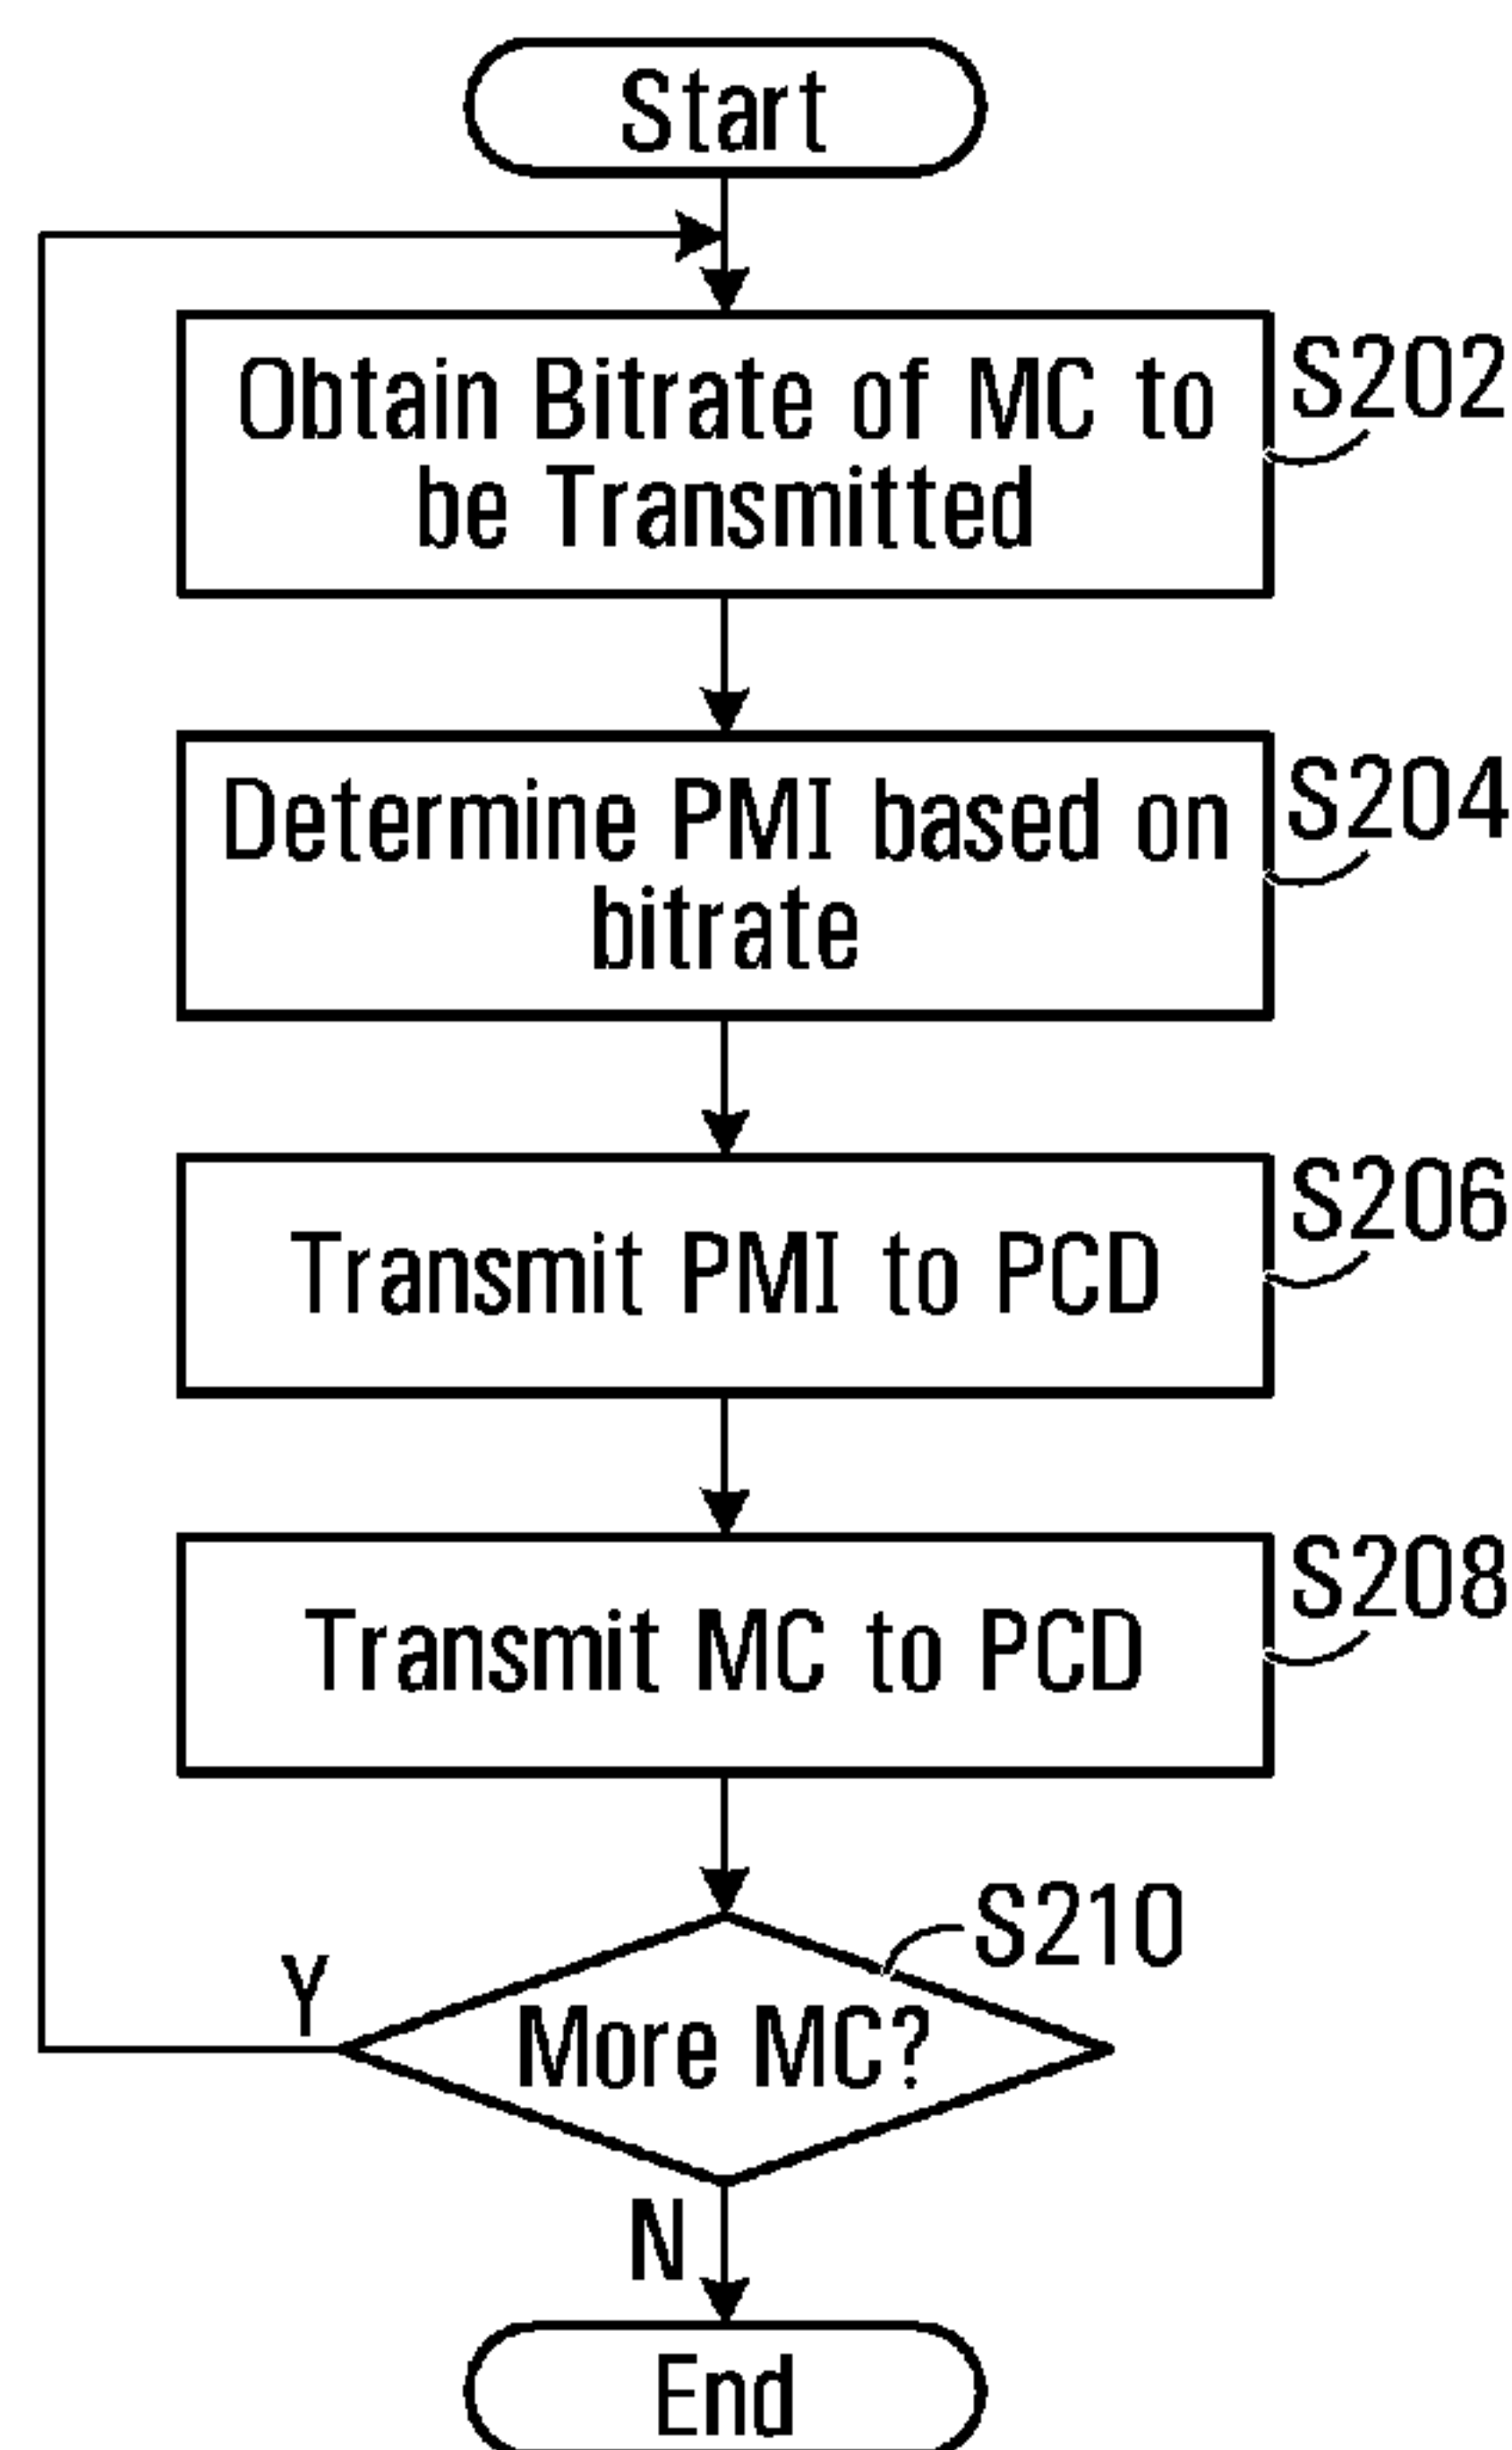 Start
Obtain Bitrate of MC to
be Transmitted
S202
Determine PMI based on
bitrate
S204
Transmit PMI to PCD
S206
Transmit MC to PCD
S208
More MC?
S210
Y
N
End